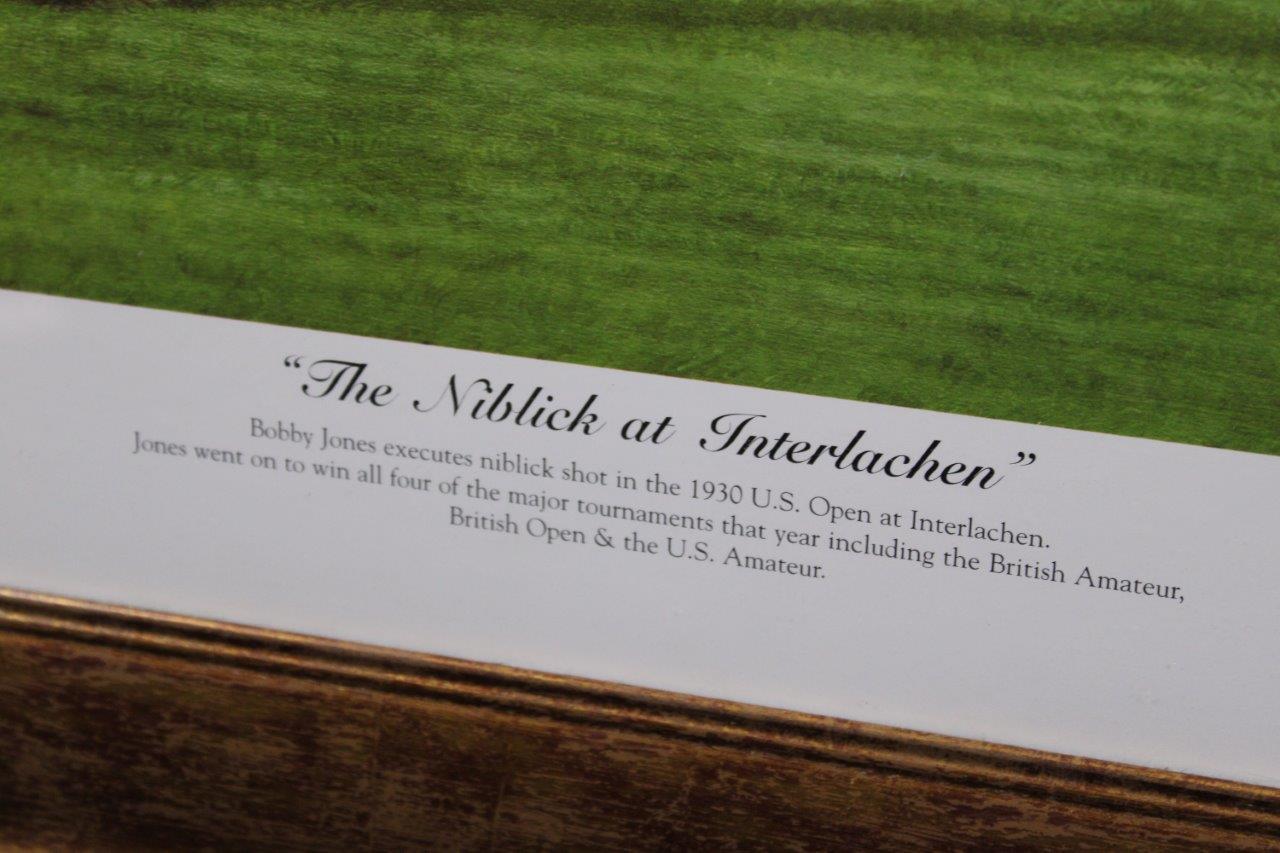 “The Niblick at Interlachen”
Bobby Jones executes niblick shot in the 1930 U.S. Open at Interlachen.
Jones went on to win all four of the major tournaments that year including the British Amateur,
British Open & the U.S. Amateur.